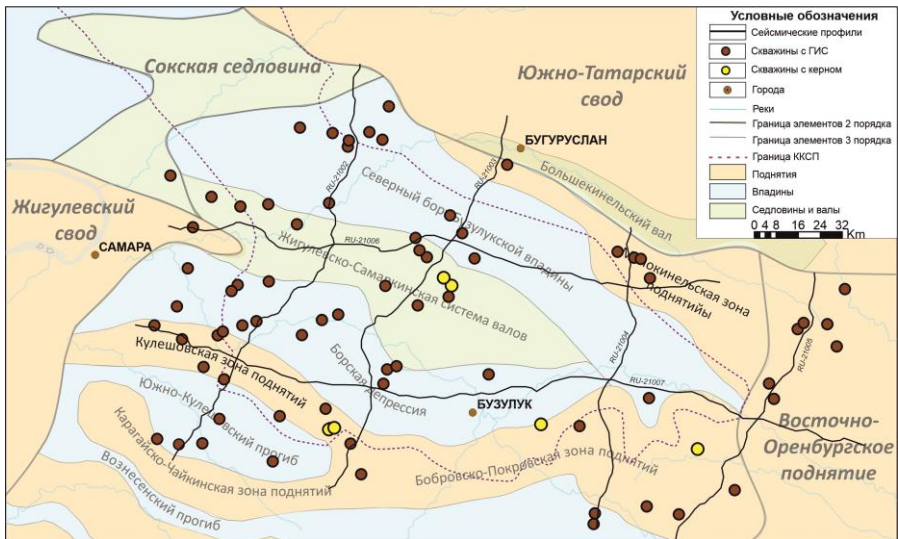 Условные обозначения
Сейсмические профили
Скважины с ГИС
Скважины с керном
Города
Реки
Граница элементов 2 порядка
Граница элементов 3 порядка
Граница ККСП
Поднятия
Впадины
Седловины и валы
0 4 8 16 24 32
Km
Сокская седловина
Южно-Татарский
свод
БУГУРУСЛАН
Большекинельский вал
RU-21002
RU-21003
Северный борт Бузулукской впадины
Жигулевский
свод
САМАРА
RU-21006
Жигулевско-Самаркинская система валов
поднятийы
RU-21004
RU-21005
Кулешовская зона поднятий
Борская депрессия
RU-21007
БУЗУЛУК
Южно-Кулешевский прогиб
Карагайско-Чайкинская зона поднятий
Вознесенский прогиб
Бобровско-Покровская зона поднятий
Восточно-
Оренбургское
поднятие